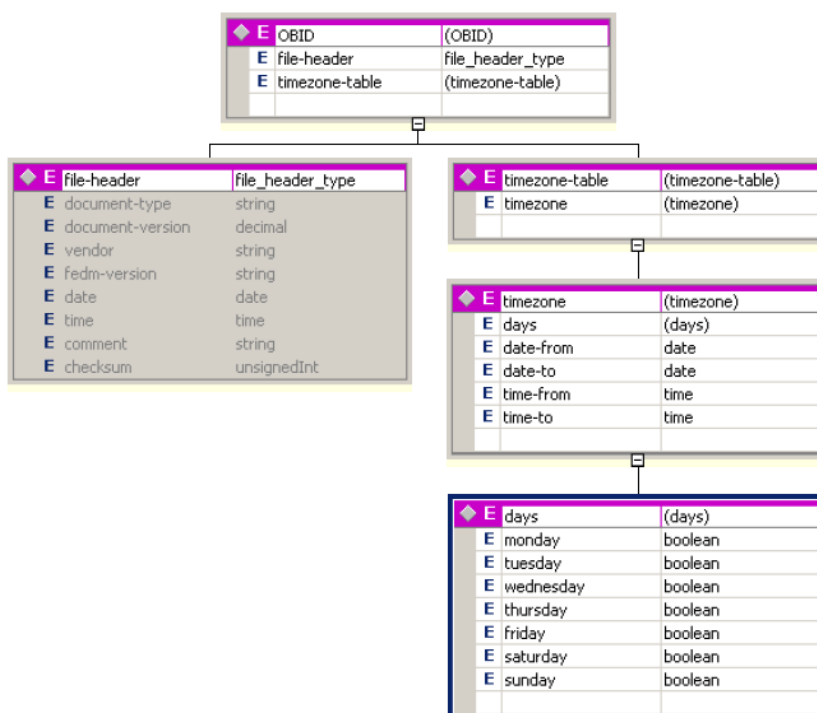 E OBID (OBID)
E file-header file_header_type
E timezone-table (timezone-table)
E file-header file_header_type
E document-type string
E document-version decimal
E vendor string
E fedm-version string
E date date
E time time
E comment string
E checksum unsignedInt
E timezone-table (timezone-table)
E timezone (timezone)
E timezone (timezone)
E days (days)
E date-from date
E date-to date
E time-from time
E time-to time
E days (days)
E monday boolean
E tuesday boolean
E wednesday boolean
E thursday boolean
E friday boolean
E saturday boolean
E sunday boolean